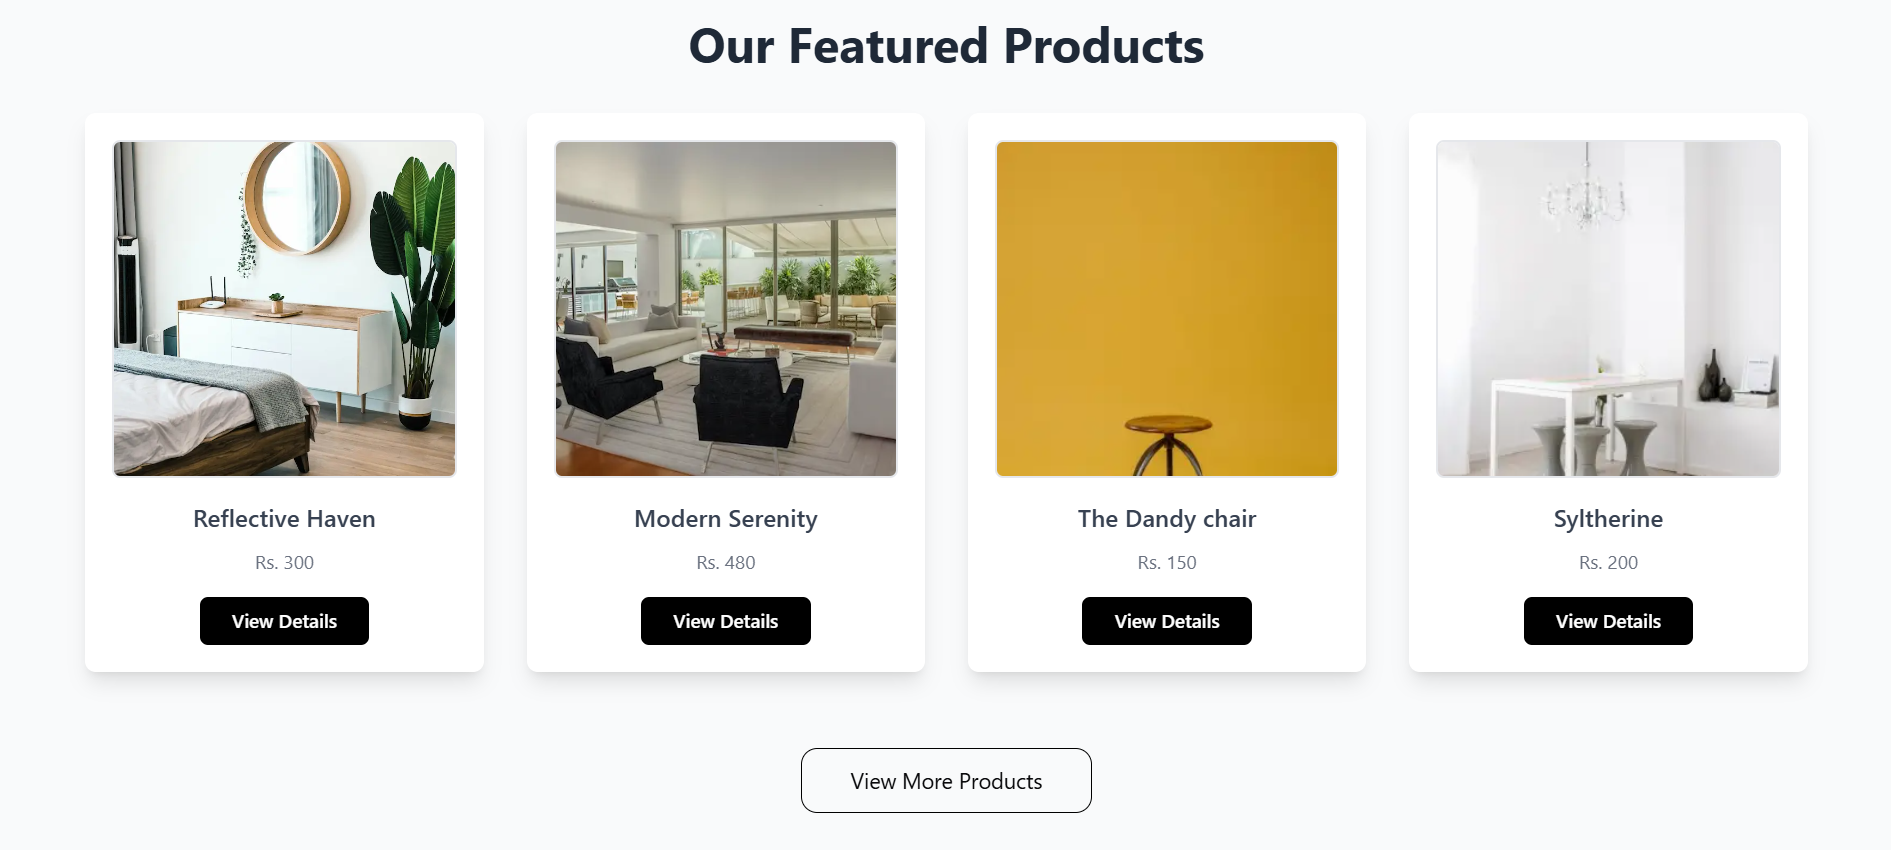 Our Featured Products
Reflective Haven
Rs. 300
View Details
Modern Serenity
Rs. 480
View Details
The Dandy chair
Rs. 150
View Details
Syltherine
Rs. 200
View Details
View More Products